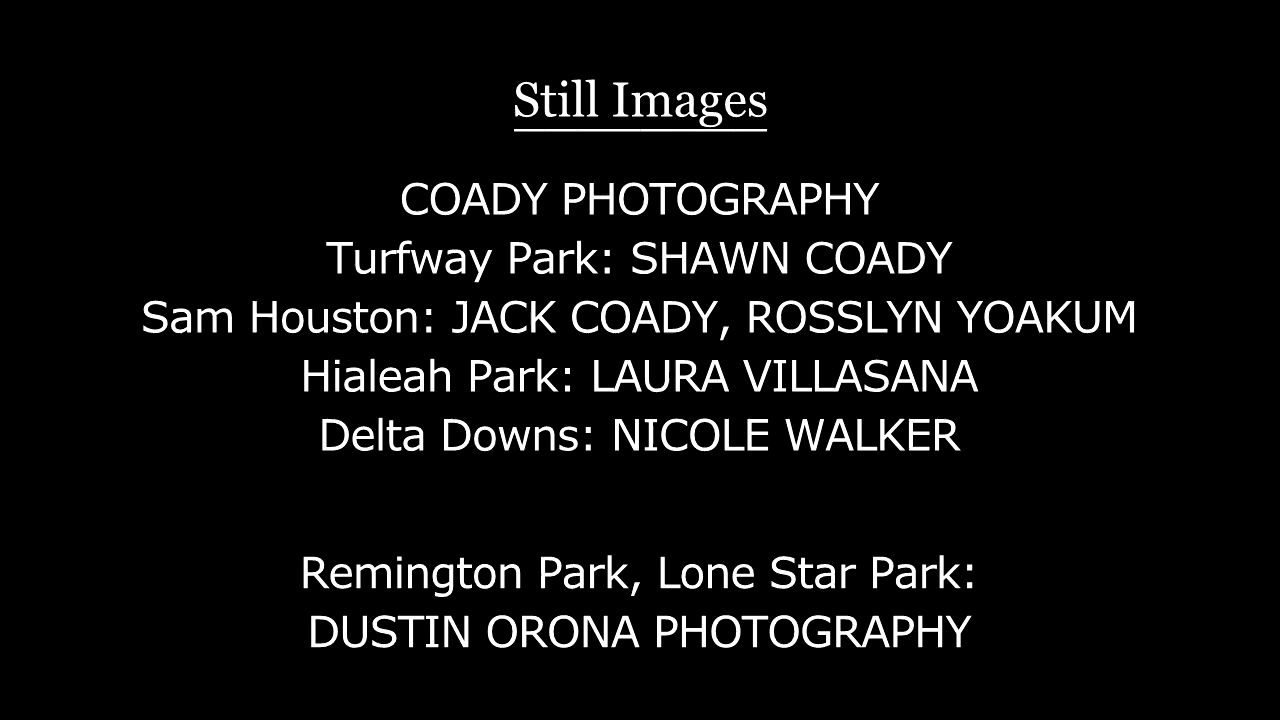 Still Images
COADY PHOTOGRAPHY
Turfway Park: SHAWN COADY
Sam Houston: JACK COADY, ROSSLYN YOAKUM
Hialeah Park: LAURA VILLASANA
Delta Downs: NICOLE WALKER
Remington Park, Lone Star Park:
DUSTIN ORONA PHOTOGRAPHY